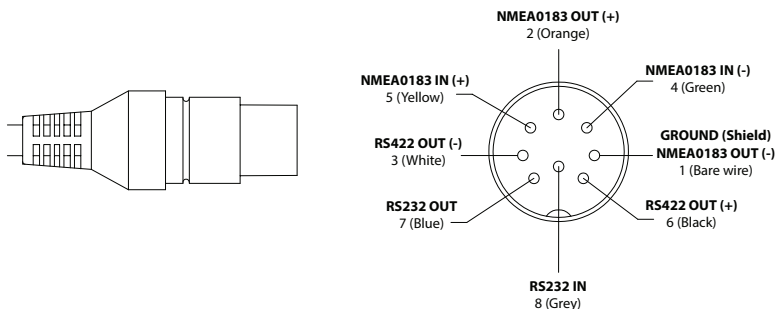 NMEA0183 OUT (+)
2 (Orange)
NMEA0183 IN (+)
5 (Yellow)
NMEA0183 IN (-)
4 (Green)
RS422 OUT (-)
3 (White)
GROUND (Shield)
NMEA0183 OUT (-)
1 (Bare wire)
RS232 OUT
7 (Blue)
RS422 OUT (+)
6 (Black)
RS232 IN
8 (Grey)